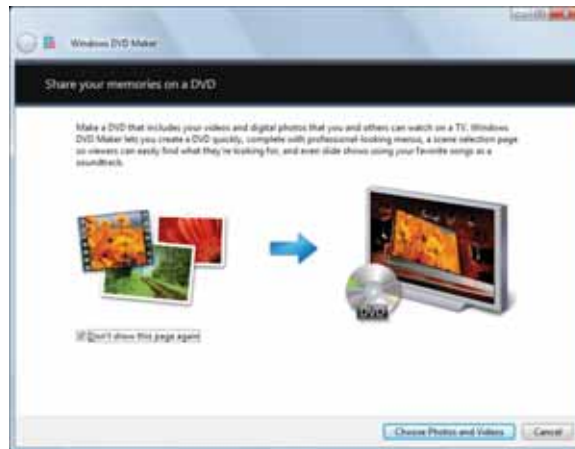 Windows DVD Maker
Share your memories on a DVD
Make a DVD that includes your videos and digital photos that you and others can watch on a TV. Windows
DVD Maker lets you create a DVD quickly, complete with professional-looking menus, a scene selection page
so viewers can easily find what they're looking for, and even slide shows using your favorite songs as a
soundtrack.
DVD
Don't show this page again
Choose Photos and Videos
Cancel